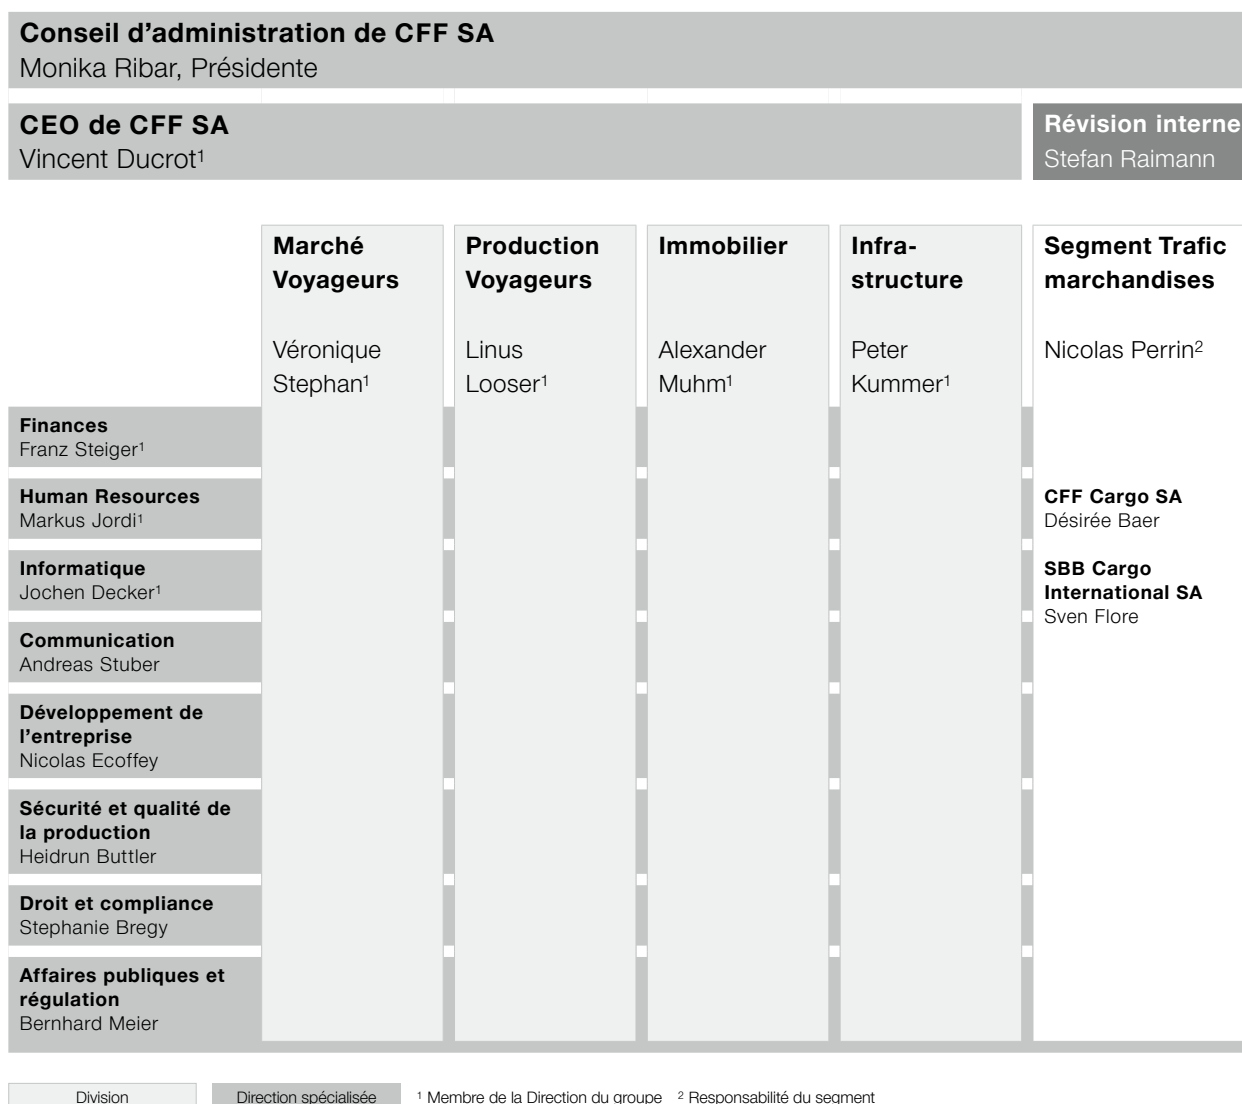 Conseil d’administration de CFF SA
Monika Ribar, Présidente
CEO de CFF SA
Vincent Ducrot¹
Révision interne
Stefan Raimann
Marché
Voyageurs
Véronique
Stephan¹
Production
Voyageurs
Linus
Looser¹
Immobilier
Alexander
Muhm¹
Infra-
structure
Peter
Kummer¹
Segment Trafic
marchandises
Nicolas Perrin²
Finances
Franz Steiger¹
Human Resources
Markus Jordi¹
Informatique
Jochen Decker¹
Communication
Andreas Stuber
Développement de
l’entreprise
Nicolas Ecoffey
Sécurité et qualité de
la production
Heidrun Buttler
Droit et compliance
Stephanie Bregy
Affaires publiques et
régulation
Bernhard Meier
CFF Cargo SA
Désirée Baer
SBB Cargo
International SA
Sven Flore
Division
Direction spécialisée
¹ Membre de la Direction du groupe
² Responsabilité du segment